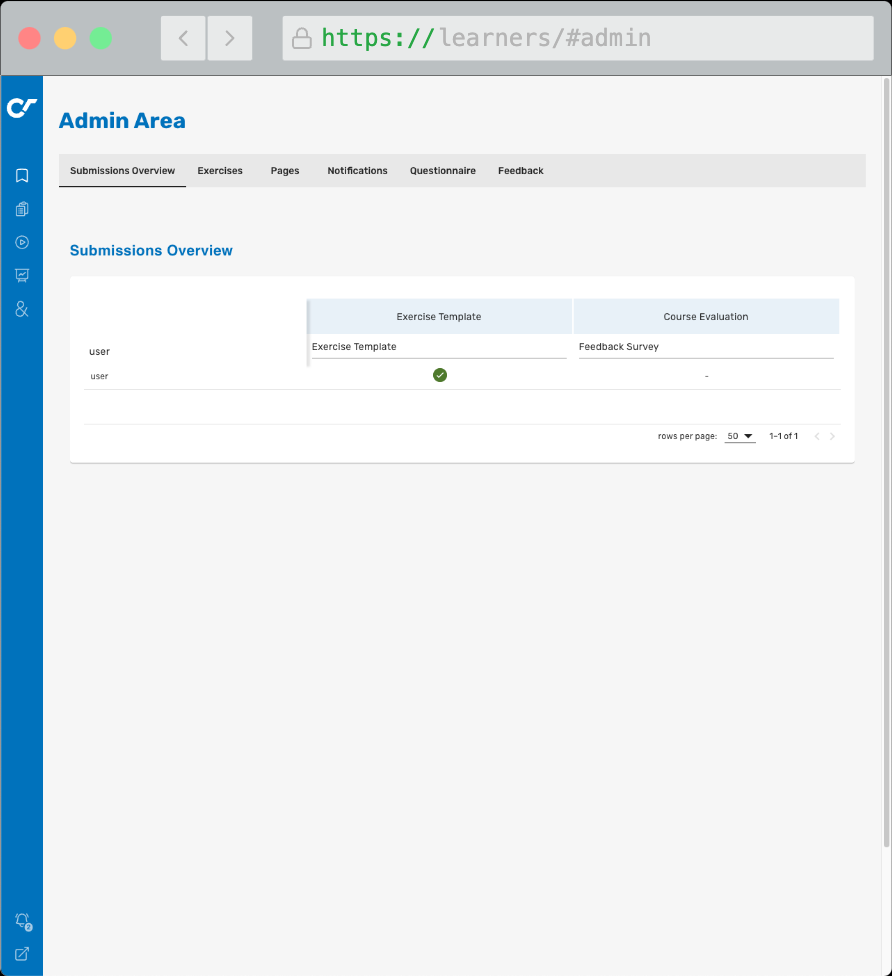 https://learners/#admin
Admin Area
Submissions Overview Exercises Pages Notifications Questionnaire Feedback
Submissions Overview
Exercise Template Course Evaluation
user Exercise Template Feedback Survey
user -
rows per page: 50 1-1 of 1
2